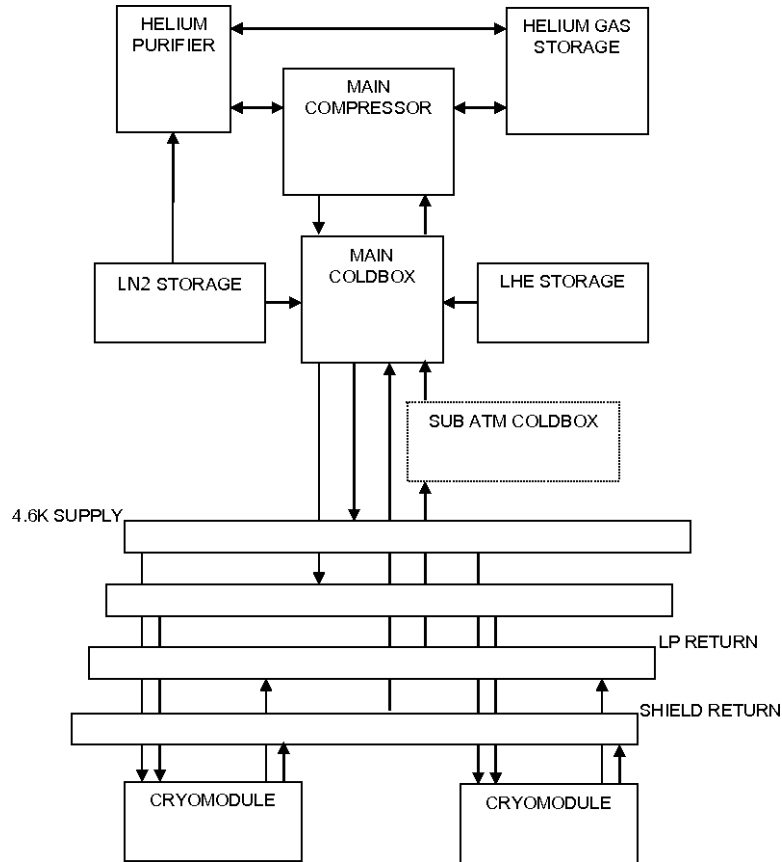 HELIUM
PURIFIER
HELIUM GAS
STORAGE
MAIN
COMPRESSOR
MAIN
COLDBOX
LN2 STORAGE
LHE STORAGE
SUB ATM COLDBOX
4.6K SUPPLY
LP RETURN
SHIELD RETURN
CRYOMODULE
CRYOMODULE